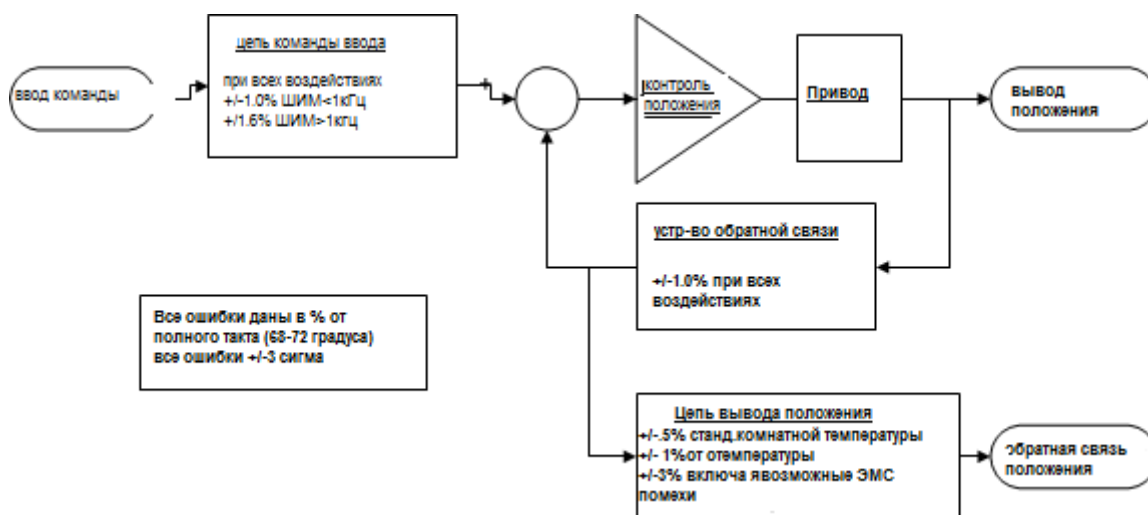 цепь команды ввода
при всех воздействиях
+/-1.0% ШИМ<1кГц
+/1.6% ШИМ>1кгц
ввод команды
+
контроль
положения
Привод
вывод
положения
устр-во обратной связи
+/-1.0% при всех
воздействиях
Все ошибки даны в % от
полного такта (68-72 градуса)
все ошибки +/-3 сигма
Цепь вывода положения
+/-.5% станд.комнатной температуры
+/- 1%от отемпературы
+/-3% включа явозможные ЭМС
помехи
обратная связь
положения